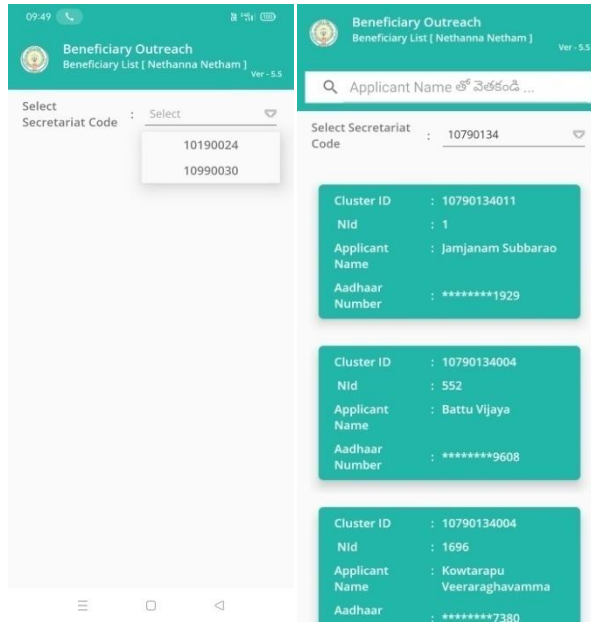 09:49
Beneficiary Outreach
Beneficiary List [ Nethanna Netham ]
Ver - 5.5
Select
Secretariat Code : Select
10190024
10990030
Beneficiary Outreach
Beneficiary List [ Nethanna Netham ]
Ver - 5.5
Applicant Name తో వెతకండి ...
Select Secretariat
Code : 10790134
Cluster ID : 10790134011
NId : 1
Applicant : Jamjanam Subbarao
Name
Aadhaar
Number : ********1929
Cluster ID : 10790134004
NId : 552
Applicant : Battu Vijaya
Name
Aadhaar
Number : ********9608
Cluster ID : 10790134004
NId : 1696
Applicant : Kowtarapu
Name Veeraraghavamma
Aadhaar
: ********7380